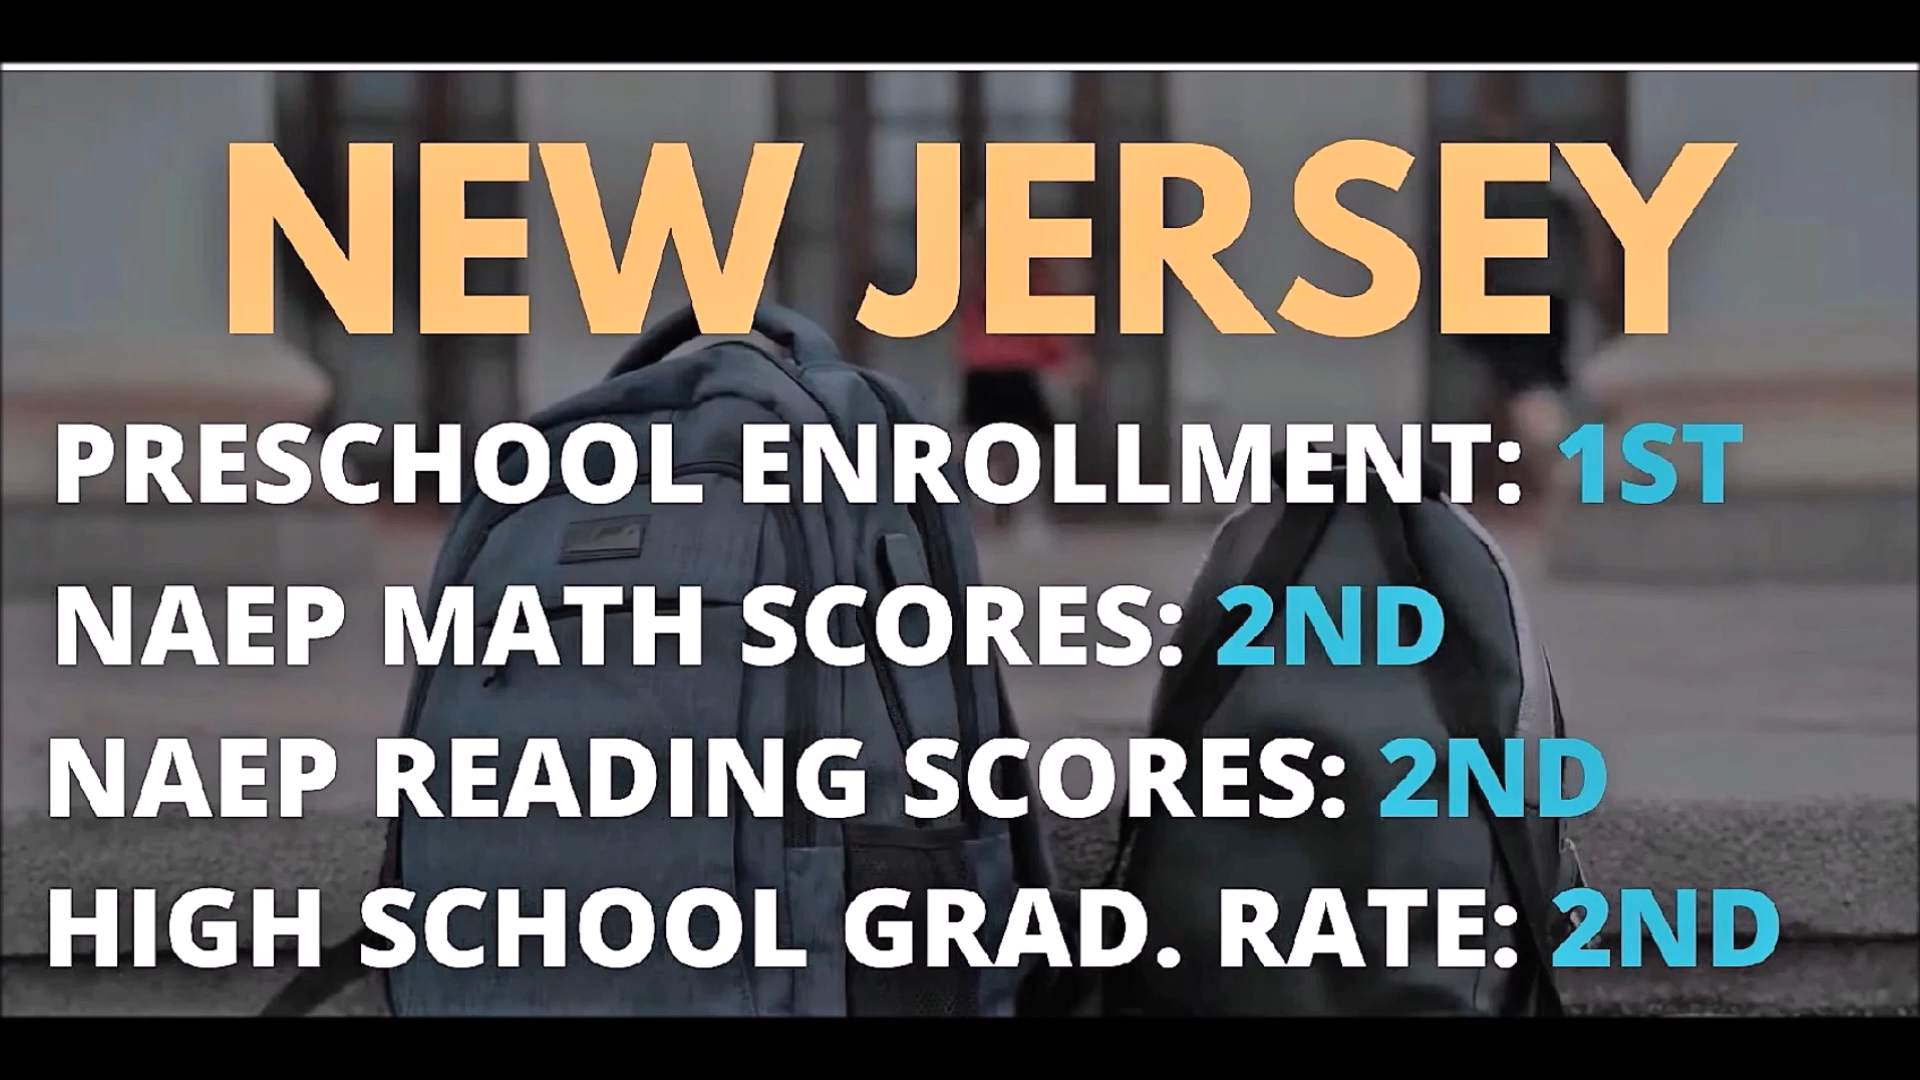 NEW JERSEY
PRESCHOOL ENROLLMENT: 1ST
NAEP MATH SCORES: 2ND
NAEP READING SCORES: 2ND
HIGH SCHOOL GRAD. RATE: 2ND